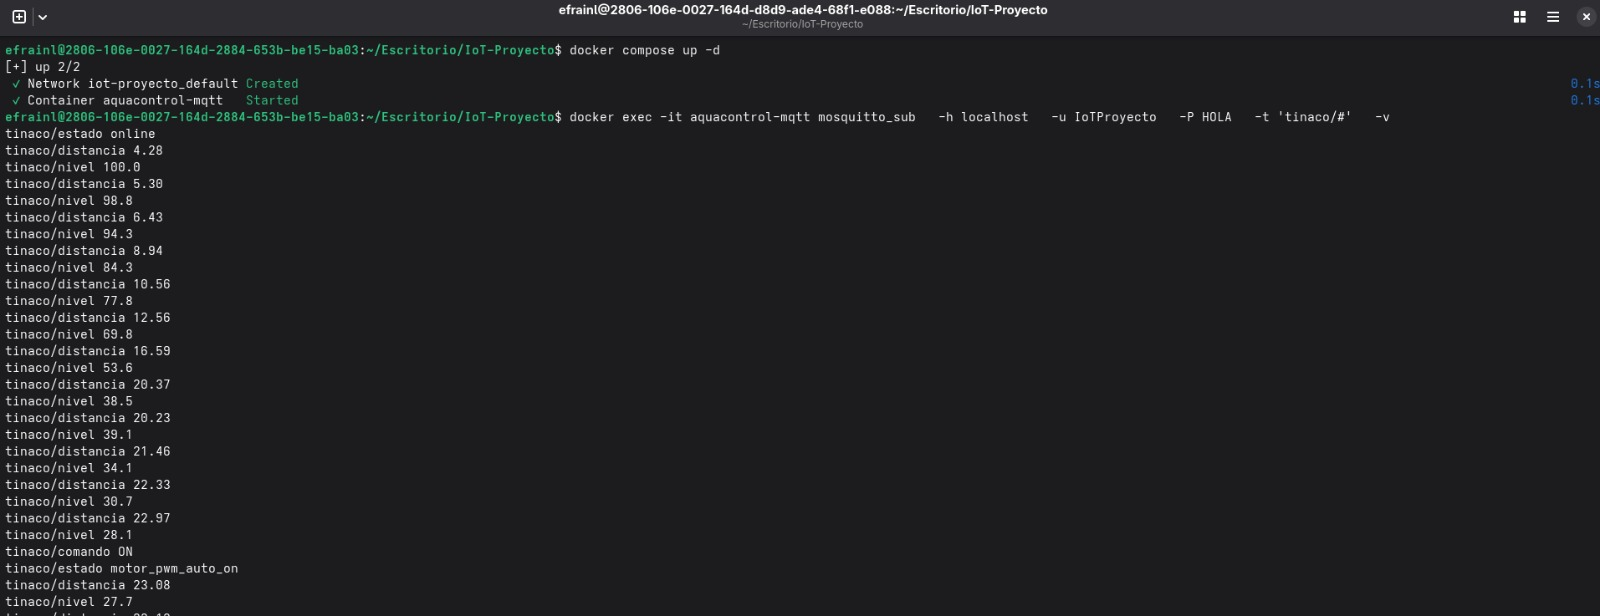 efrainl@2806-106e-0027-164d-d8d9-ade4-68f1-e088:~/Escritorio/IoT-Proyecto
~/Escritorio/IoT-Proyecto
efrainl@2806-106e-0027-164d-2884-653b-be15-ba03:~/Escritorio/IoT-Proyecto$ docker compose up -d
[+] up 2/2
✓ Network iot-proyecto_default Created 0.1s
✓ Container aquacontrol-mqtt Started 0.1s
efrainl@2806-106e-0027-164d-2884-653b-be15-ba03:~/Escritorio/IoT-Proyecto$ docker exec -it aquacontrol-mqtt mosquitto_sub -h localhost -u IoTProyecto -P HOLA -t 'tinaco/#' -v
tinaco/estado online
tinaco/distancia 4.28
tinaco/nivel 100.0
tinaco/distancia 5.30
tinaco/nivel 98.8
tinaco/distancia 6.43
tinaco/nivel 94.3
tinaco/distancia 8.94
tinaco/nivel 84.3
tinaco/distancia 10.56
tinaco/nivel 77.8
tinaco/distancia 12.56
tinaco/nivel 69.8
tinaco/distancia 16.59
tinaco/nivel 53.6
tinaco/distancia 20.37
tinaco/nivel 38.5
tinaco/distancia 20.23
tinaco/nivel 39.1
tinaco/distancia 21.46
tinaco/nivel 34.1
tinaco/distancia 22.33
tinaco/nivel 30.7
tinaco/distancia 22.97
tinaco/nivel 28.1
tinaco/comando ON
tinaco/estado motor_pwm_auto_on
tinaco/distancia 23.08
tinaco/nivel 27.7
tinaco/distancia